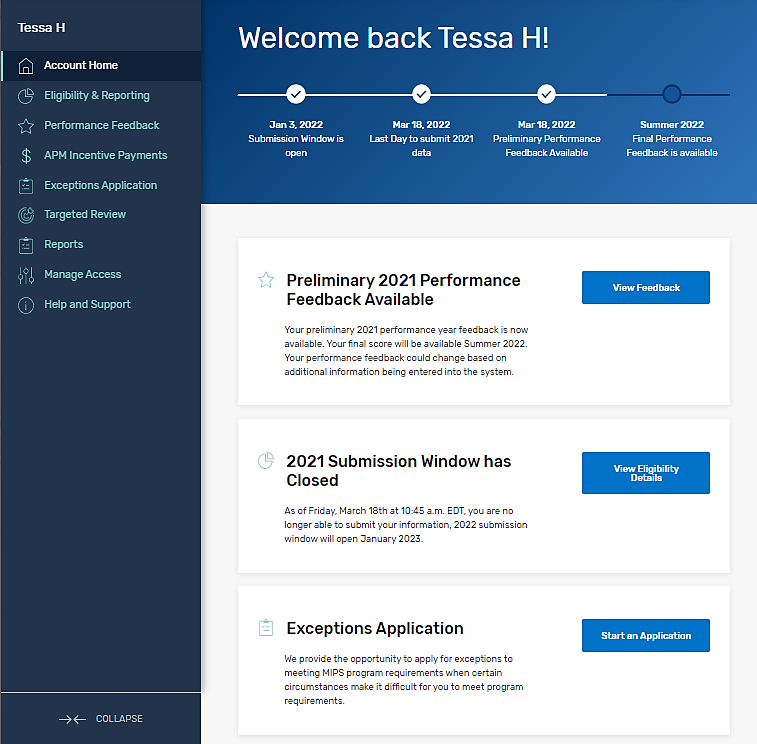 Tessa H
Account Home
Eligibility & Reporting
Performance Feedback
APM Incentive Payments
Exceptions Application
Targeted Review
Reports
Manage Access
Help and Support
COLLAPSE
Welcome back Tessa H!
Jan 3, 2022
Submission Window is
open
Mar 18, 2022
Last Day to submit 2021
data
Mar 18, 2022
Preliminary Performance
Feedback Available
Summer 2022
Final Performance
Feedback is available
Preliminary 2021 Performance
Feedback Available
Your preliminary 2021 performance year feedback is now
available. Your final score will be available Summer 2022.
Your performance feedback could change based on
additional information being entered into the system.
View Feedback
2021 Submission Window has
Closed
As of Friday, March 18th at 10:45 a.m. EDT, you are no
longer able to submit your information, 2022 submission
window will open January 2023.
View Eligibility
Details
Exceptions Application
We provide the opportunity to apply for exceptions to
meeting MIPS program requirements when certain
circumstances make it difficult for you to meet program
requirements.
Start an Application